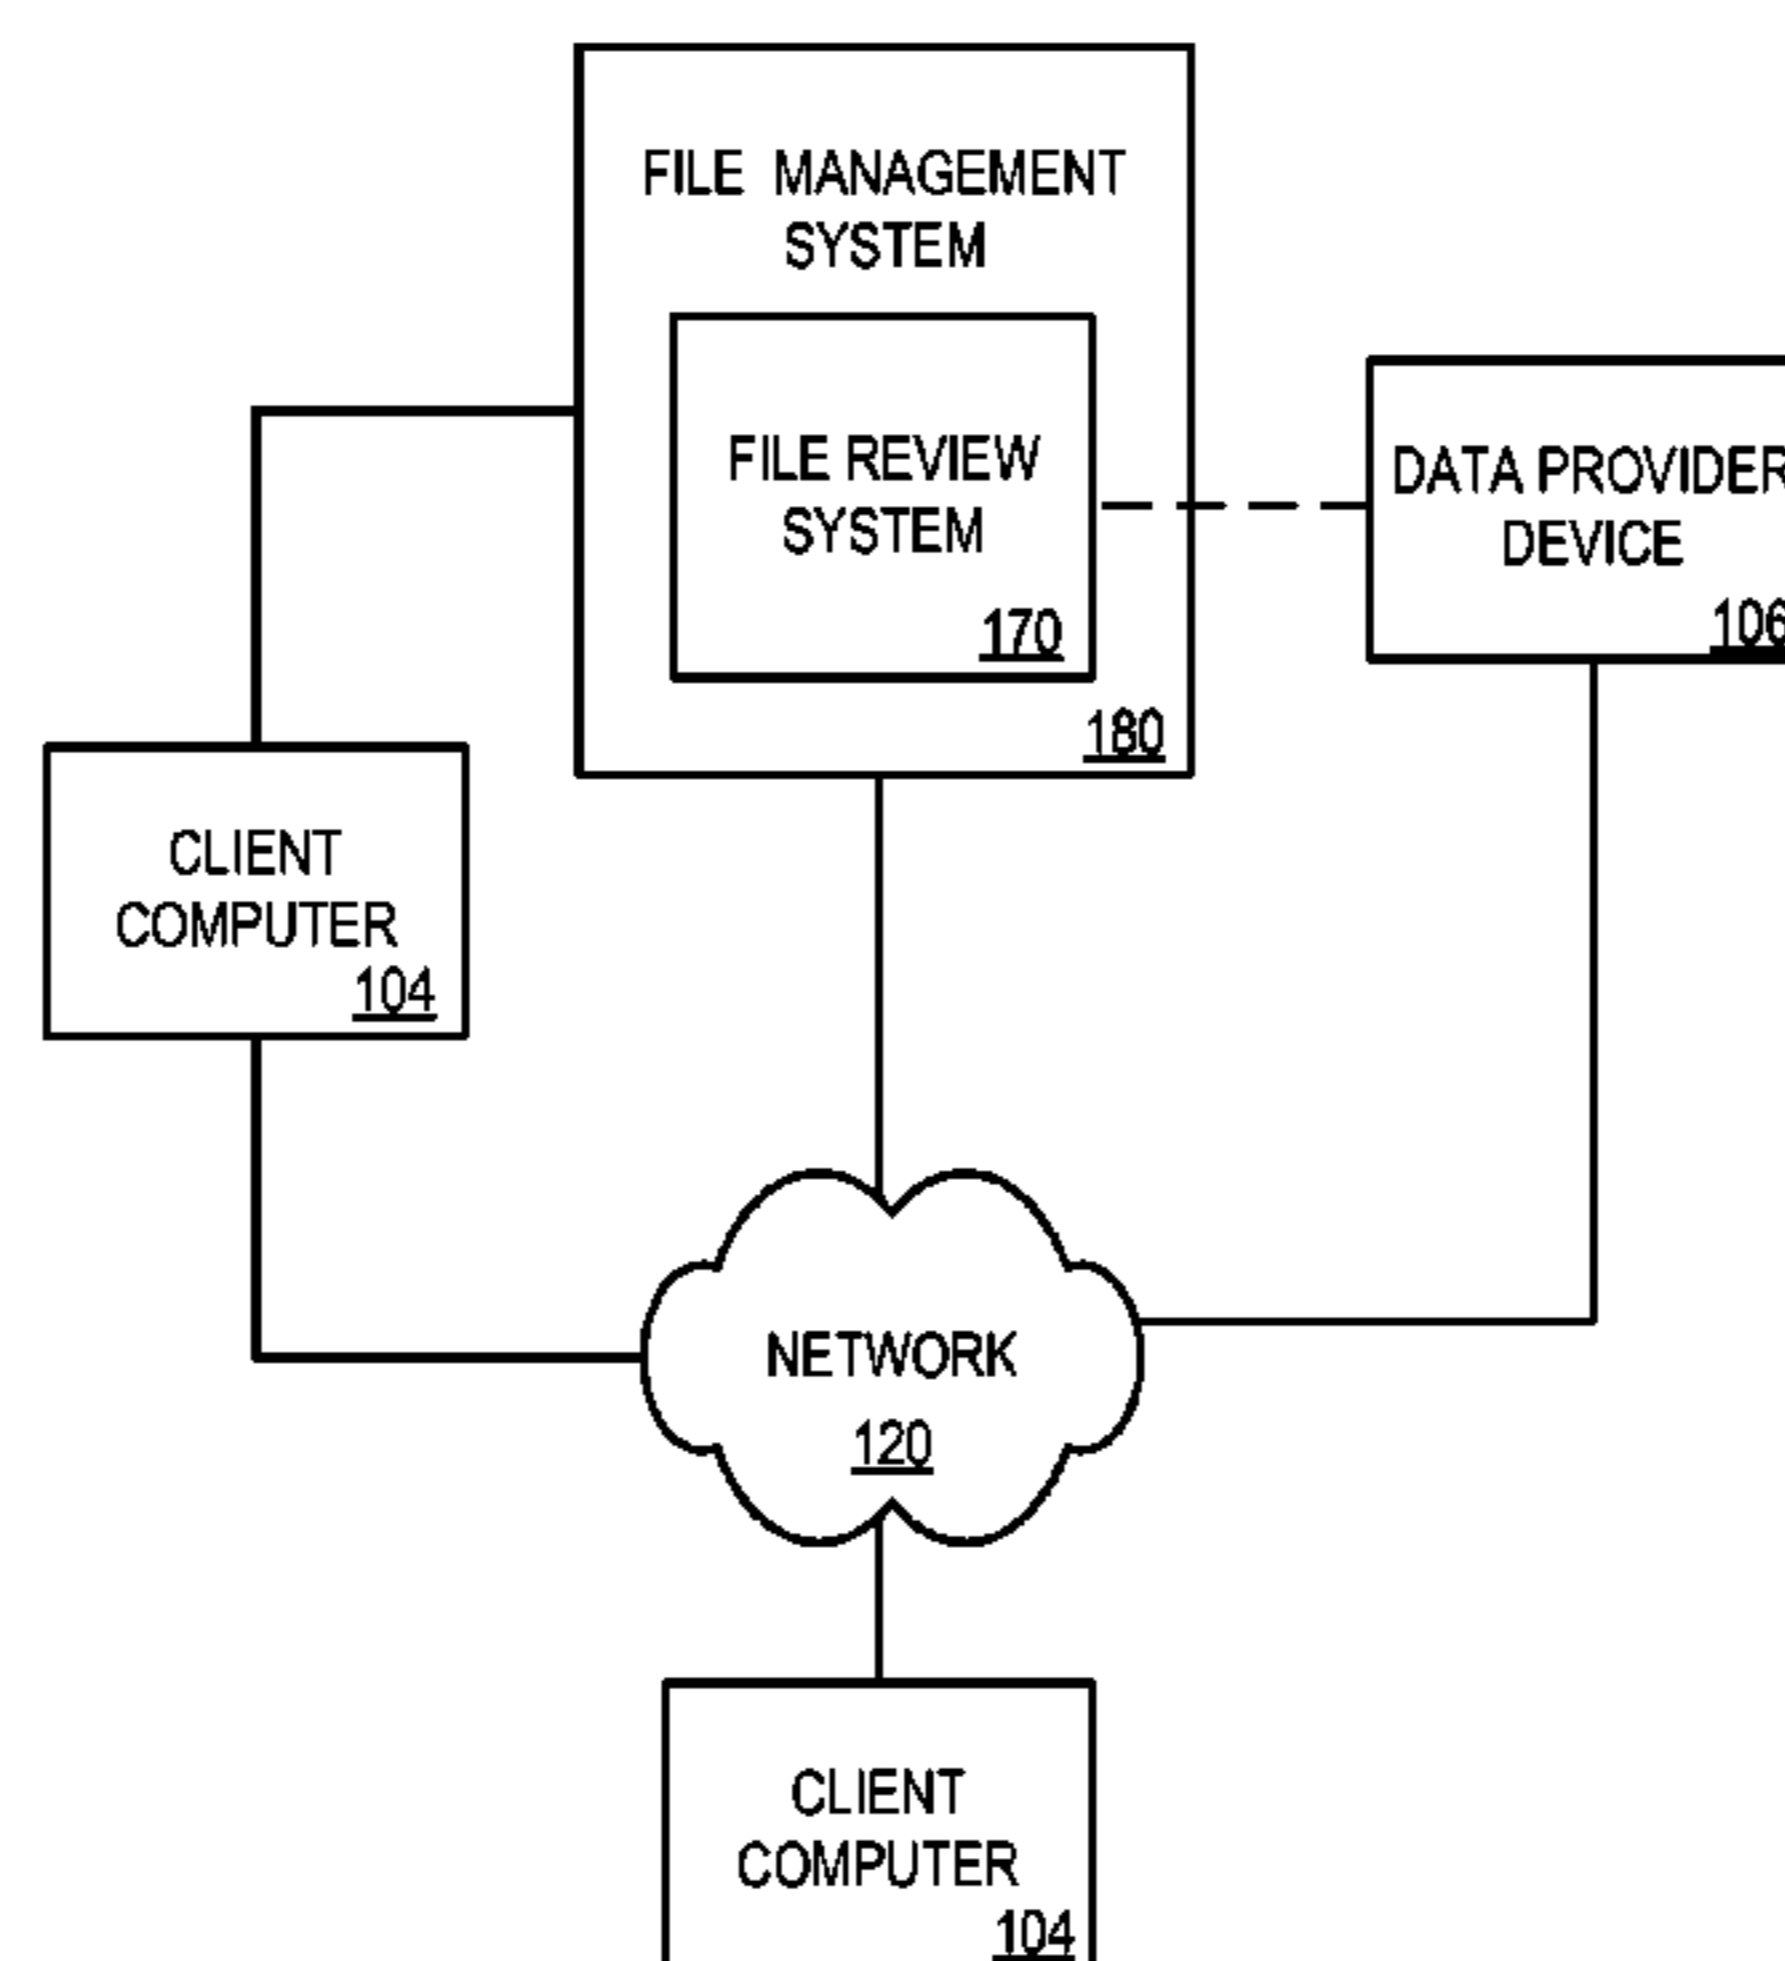 FILE MANAGEMENT
SYSTEM
FILE REVIEW
SYSTEM
170
180
DATA PROVIDER
DEVICE
106
CLIENT
COMPUTER
104
NETWORK
120
CLIENT
COMPUTER
104